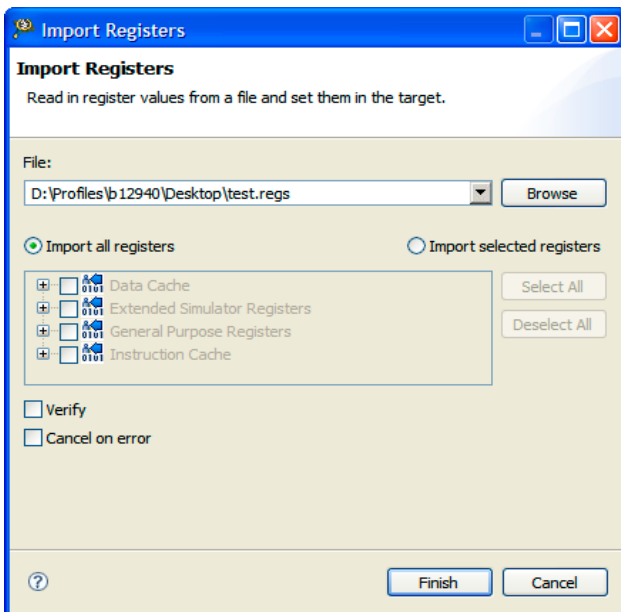 Import Registers
Import Registers
Read in register values from a file and set them in the target.
File:
D:\Profiles\b12940\Desktop\test.regs
Browse
Import all registers
Import selected registers
Data Cache
Extended Simulator Registers
General Purpose Registers
Instruction Cache
Select All
Deselect All
Verify
Cancel on error
?
Finish
Cancel